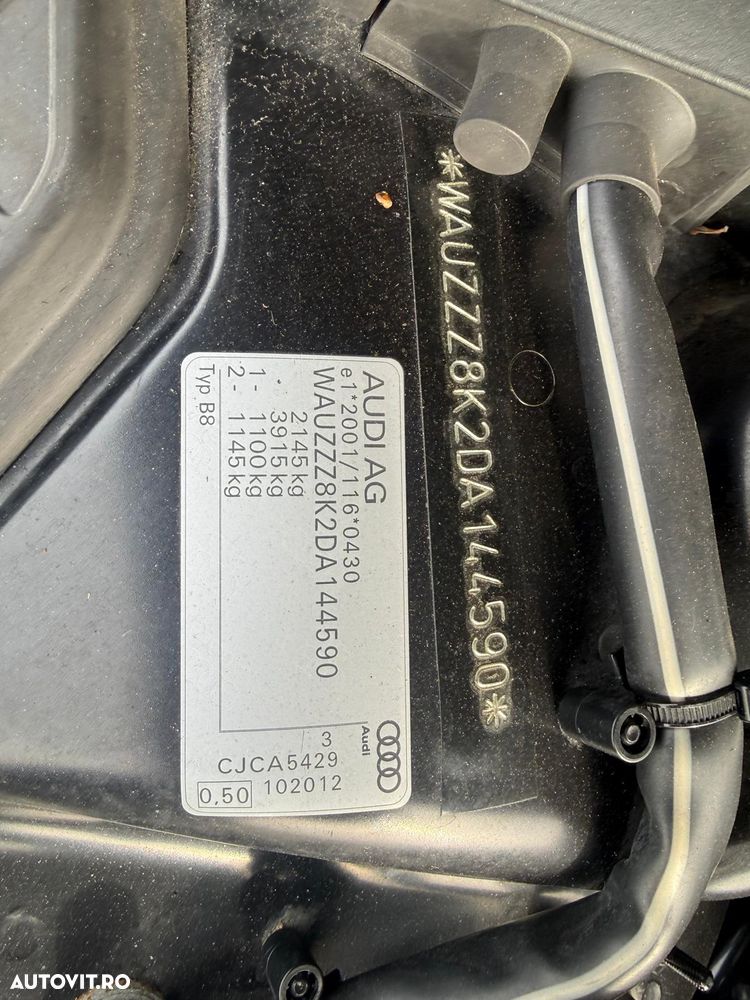 *WAUZZZ8K2DA144590*
AUDI AG
e1*2001/116*0430
WAUZZZ8K2DA144590
2145 kg
3915 kg
1- 1100 kg
2- 1145 kg
Typ B8
Audi
/ 3
CJCA5429
102012
0,50
AUTOVIT.RO